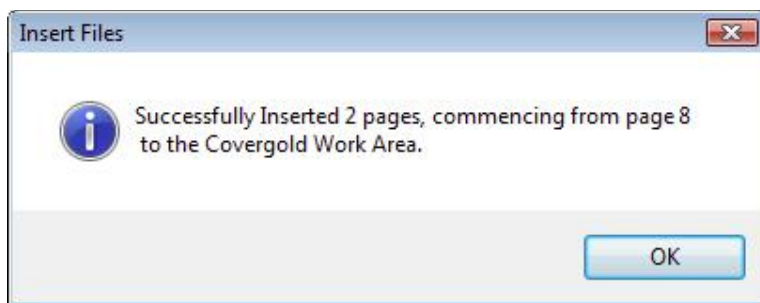 Insert Files
Successfully Inserted 2 pages, commencing from page 8
to the Covergold Work Area.
OK